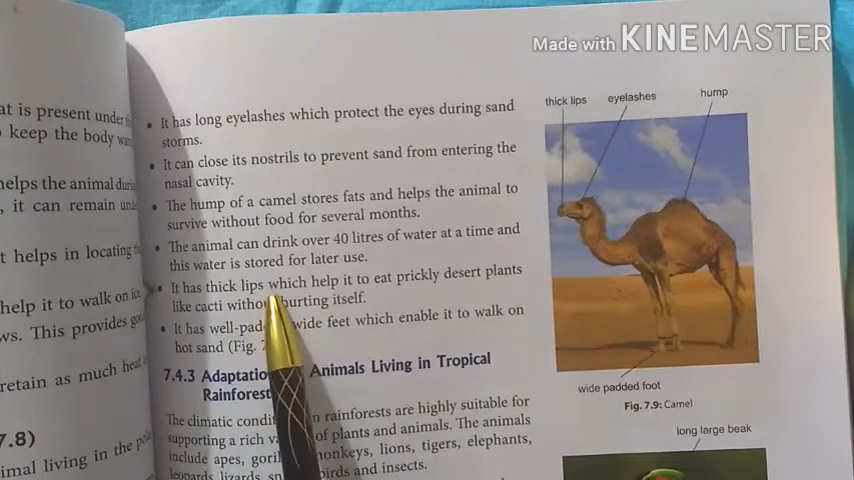 Made with KINEMASTER
at is present under
keep the body warm
helps the animal
, it can remain
t helps in locating
help it to walk on ice
ws. This provides
retain as much heat
7.8)
imal living in the
• It has long eyelashes which protect the eyes during sand
storms.
• It can close its nostrils to prevent sand from entering the
nasal cavity.
• The hump of a camel stores fats and helps the animal to
survive without food for several months.
• The animal can drink over 40 litres of water at a time and
this water is stored for later use.
• It has thick lips which help it to eat prickly desert plants
like cacti without hurting itself.
• It has well- wide feet which enable it to walk on
hot sand (Fig.
7.4.3 Adaptatio Animals Living in Tropical
Rainforest
The climatic condit n rainforests are highly suitable for
supporting a rich of plants and animals. The animals
include apes, monkeys, lions, tigers, elephants,
leopards, lizards, birds and insects.
thick lips
eyelashes
hump
wide padded foot
Fig. 7.9: Camel
long large beak